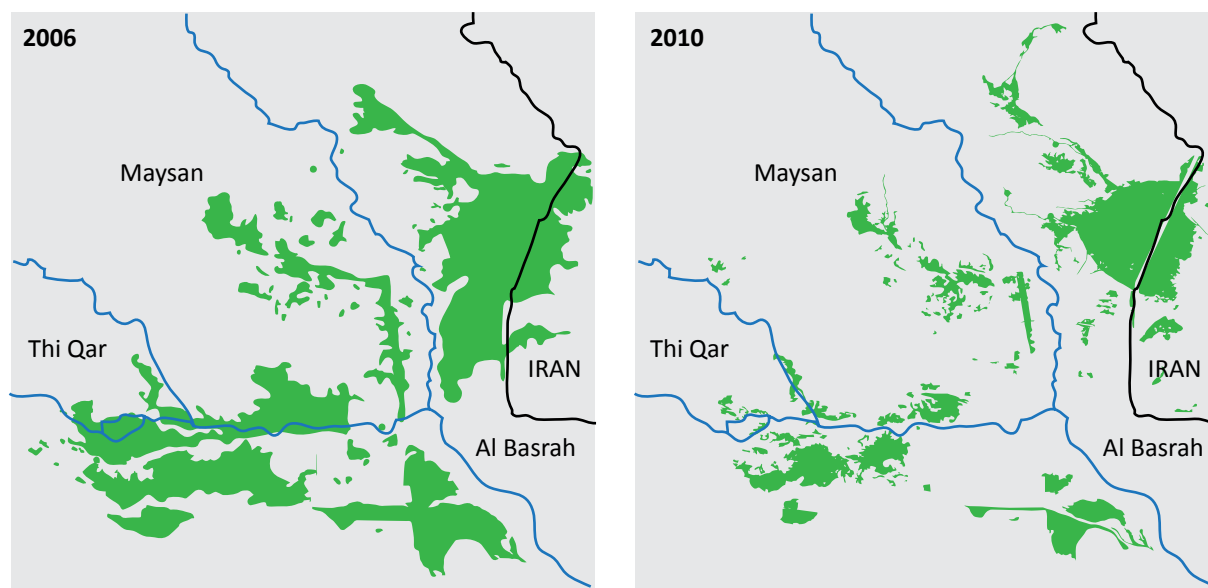 2006
Maysan
Thi Qar
IRAN
Al Basrah
2010
Maysan
Thi Qar
IRAN
Al Basrah